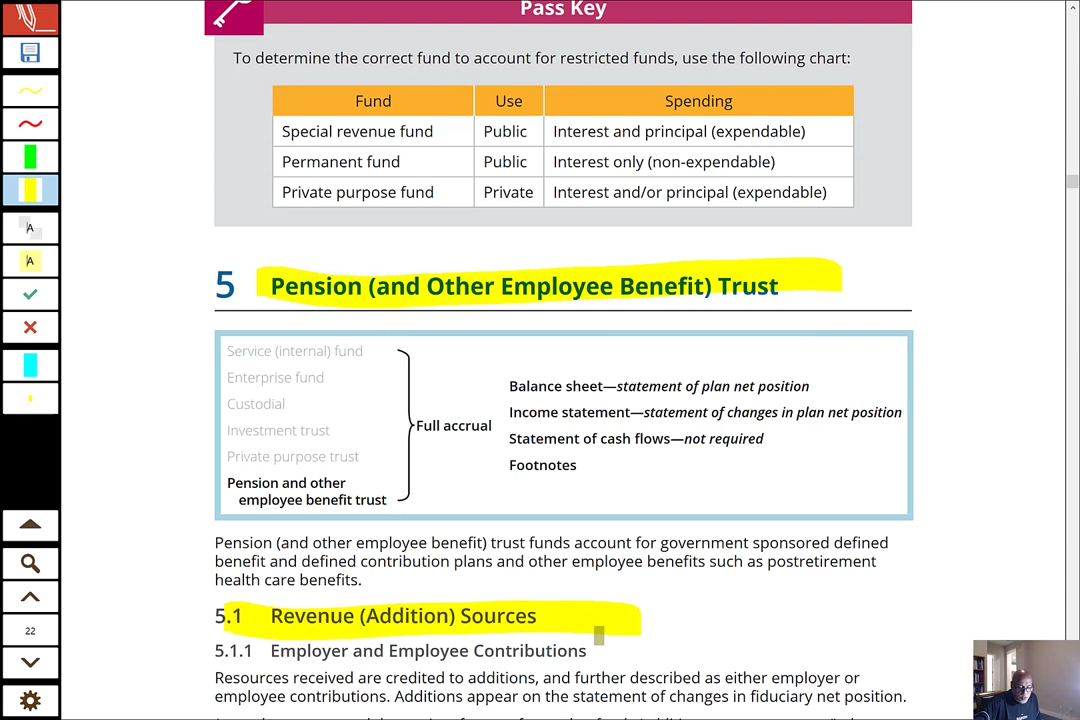 Pass Key
To determine the correct fund to account for restricted funds, use the following chart:
Fund Use Spending
Special revenue fund Public Interest and principal (expendable)
Permanent fund Public Interest only (non-expendable)
Private purpose fund Private Interest and/or principal (expendable)
5 Pension (and Other Employee Benefit) Trust
Service (internal) fund
Enterprise fund
Custodial
Investment trust
Private purpose trust
Pension and other
employee benefit trust
Full accrual
Balance sheet—statement of plan net position
Income statement—statement of changes in plan net position
Statement of cash flows—not required
Footnotes
Pension (and other employee benefit) trust funds account for government sponsored defined
benefit and defined contribution plans and other employee benefits such as postretirement
health care benefits.
5.1 Revenue (Addition) Sources
5.1.1 Employer and Employee Contributions
Resources received are credited to additions, and further described as either employer or
employee contributions. Additions appear on the statement of changes in fiduciary net position.
A
A
22